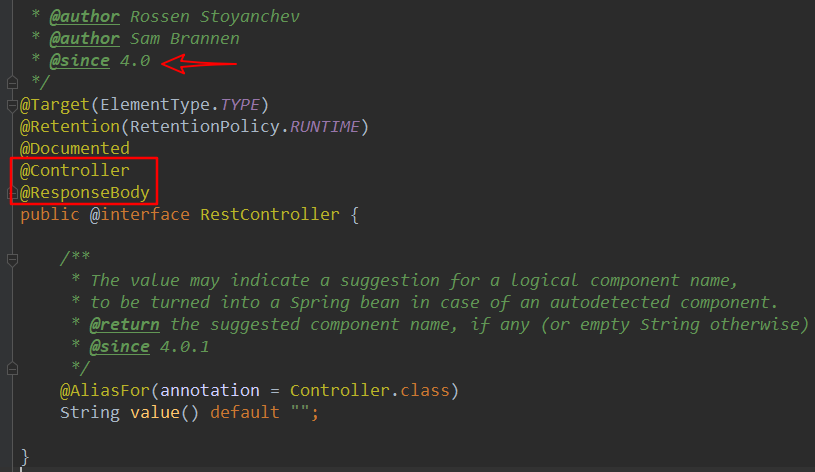 * @author Rossen Stoyanchev
* @author Sam Brannen
* @since 4.0
*/
@Target(ElementType.TYPE)
@Retention(RetentionPolicy.RUNTIME)
@Documented
@Controller
@ResponseBody
public @interface RestController {
/**
* The value may indicate a suggestion for a logical component name,
* to be turned into a Spring bean in case of an autodetected component.
* @return the suggested component name, if any (or empty String otherwise)
* @since 4.0.1
*/
@AliasFor(annotation = Controller.class)
String value() default "";
}